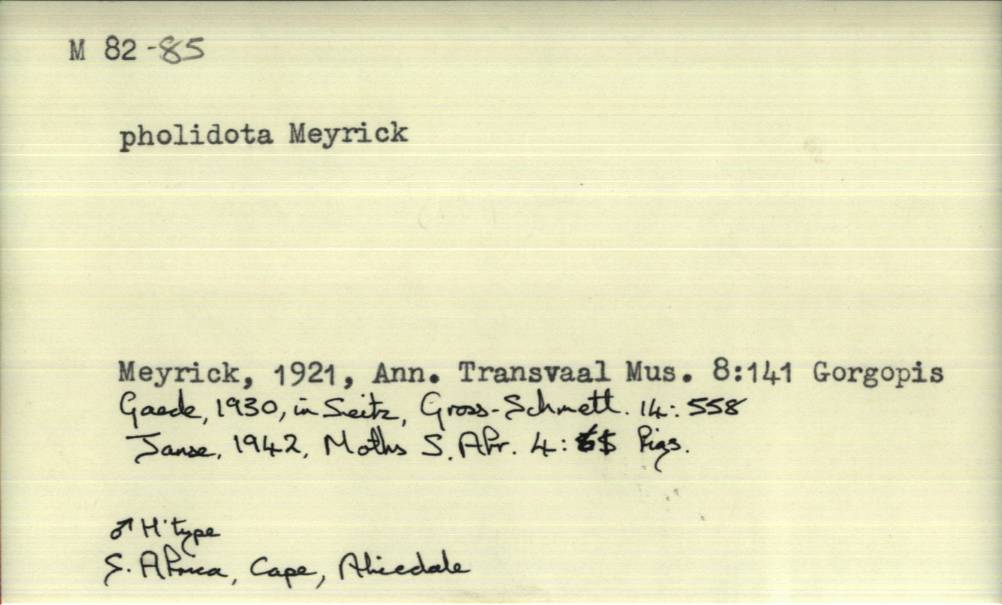 M 82-85
pholidota Meyrick
Meyrick, 1921, Ann. Transvaal Mus. 8:141 Gorgopis
Gaede, 1930, in Seitz, Gross-Schmett. 14: 558
Janse, 1942, Moths S. Afr. 4: figs.
♂ H'type
S. Africa, Cape, Alicedale